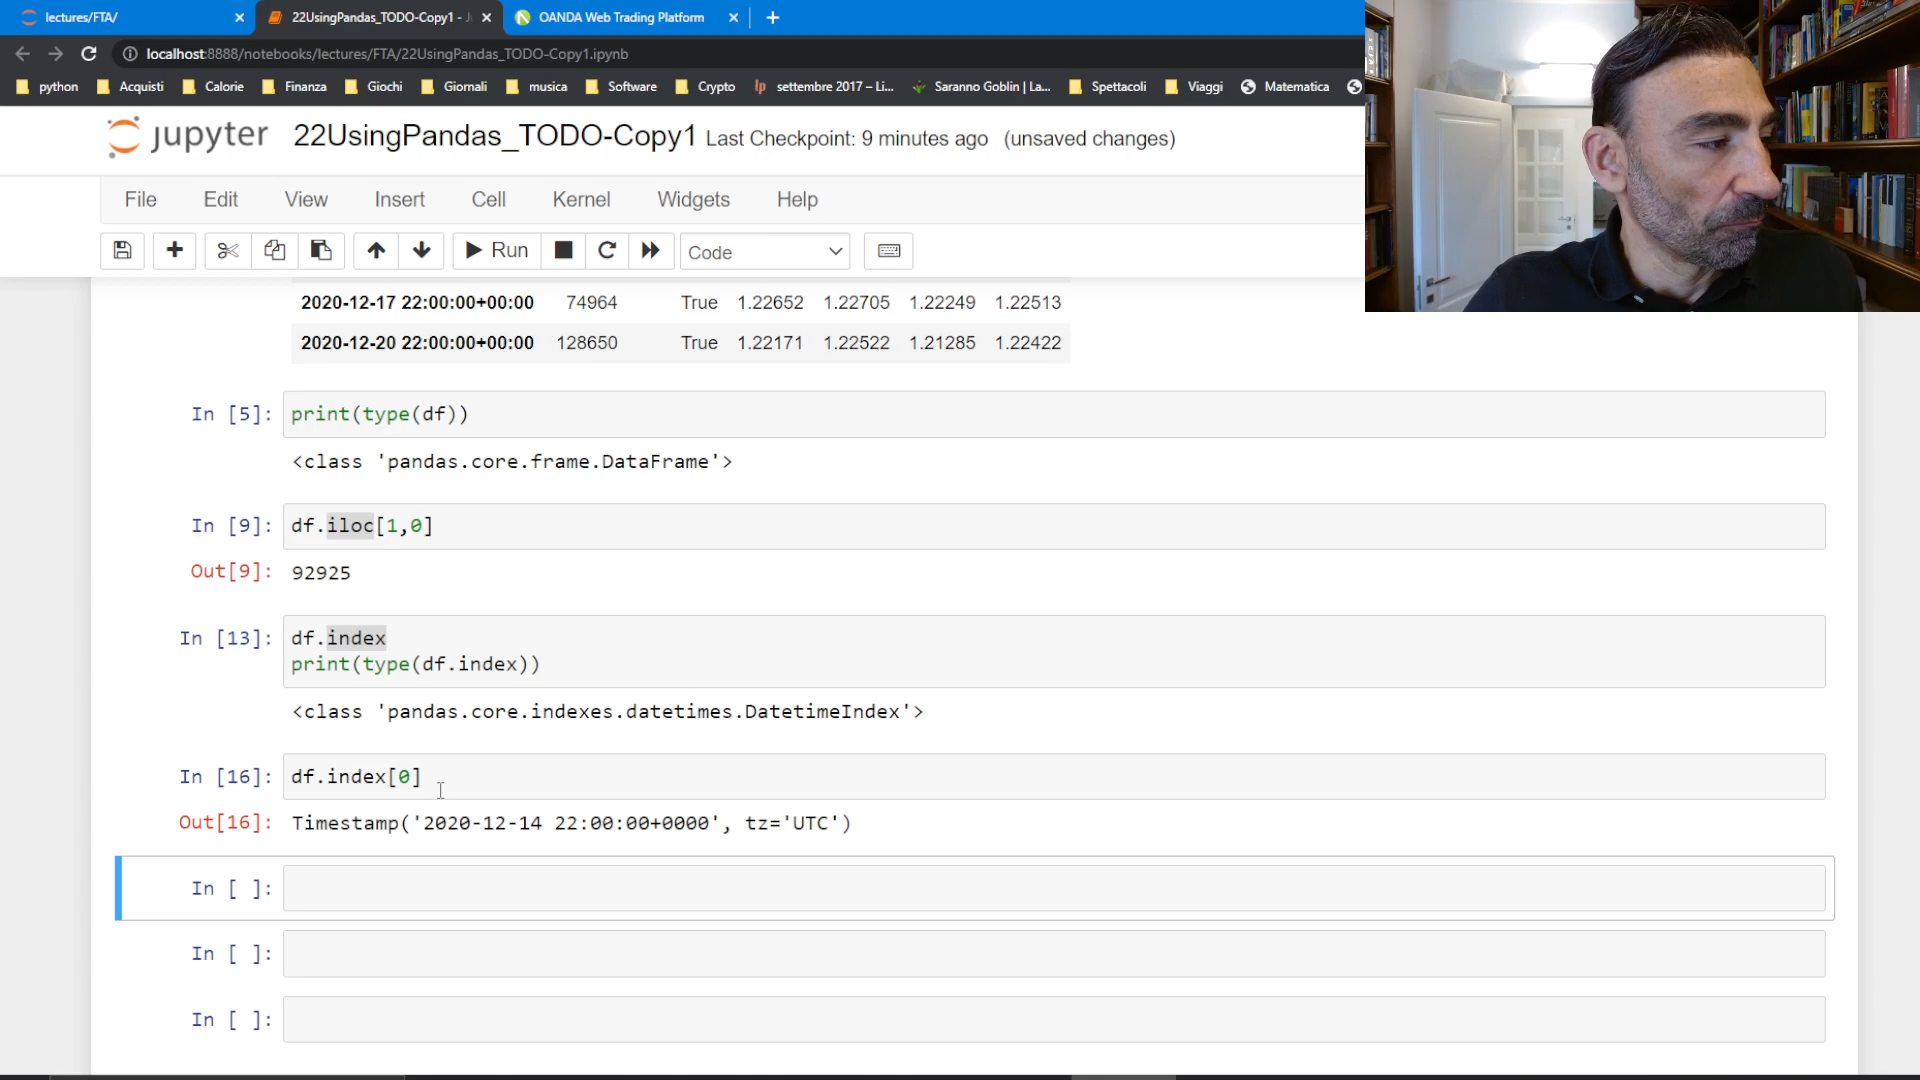 lectures/FTA/
22UsingPandas_TODO-Copy1 - J
OANDA Web Trading Platform
localhost:8888/notebooks/lectures/FTA/22UsingPandas_TODO-Copy1.ipynb
python Acquisti Calorie Finanza Giochi Giornali musica Software Crypto lp settembre 2017 – Li... Saranno Goblin | La... Spettacoli Viaggi Matematica
jupyter 22UsingPandas_TODO-Copy1 Last Checkpoint: 9 minutes ago (unsaved changes)
File Edit View Insert Cell Kernel Widgets Help
Run Code
2020-12-17 22:00:00+00:00 74964 True 1.22652 1.22705 1.22249 1.22513
2020-12-20 22:00:00+00:00 128650 True 1.22171 1.22522 1.21285 1.22422
In [5]: print(type(df))
<class 'pandas.core.frame.DataFrame'>
In [9]: df.iloc[1,0]
Out[9]: 92925
In [13]: df.index
print(type(df.index))
<class 'pandas.core.indexes.datetimes.DatetimeIndex'>
In [16]: df.index[0]
Out[16]: Timestamp('2020-12-14 22:00:00+0000', tz='UTC')
In [ ]:
In [ ]:
In [ ]: